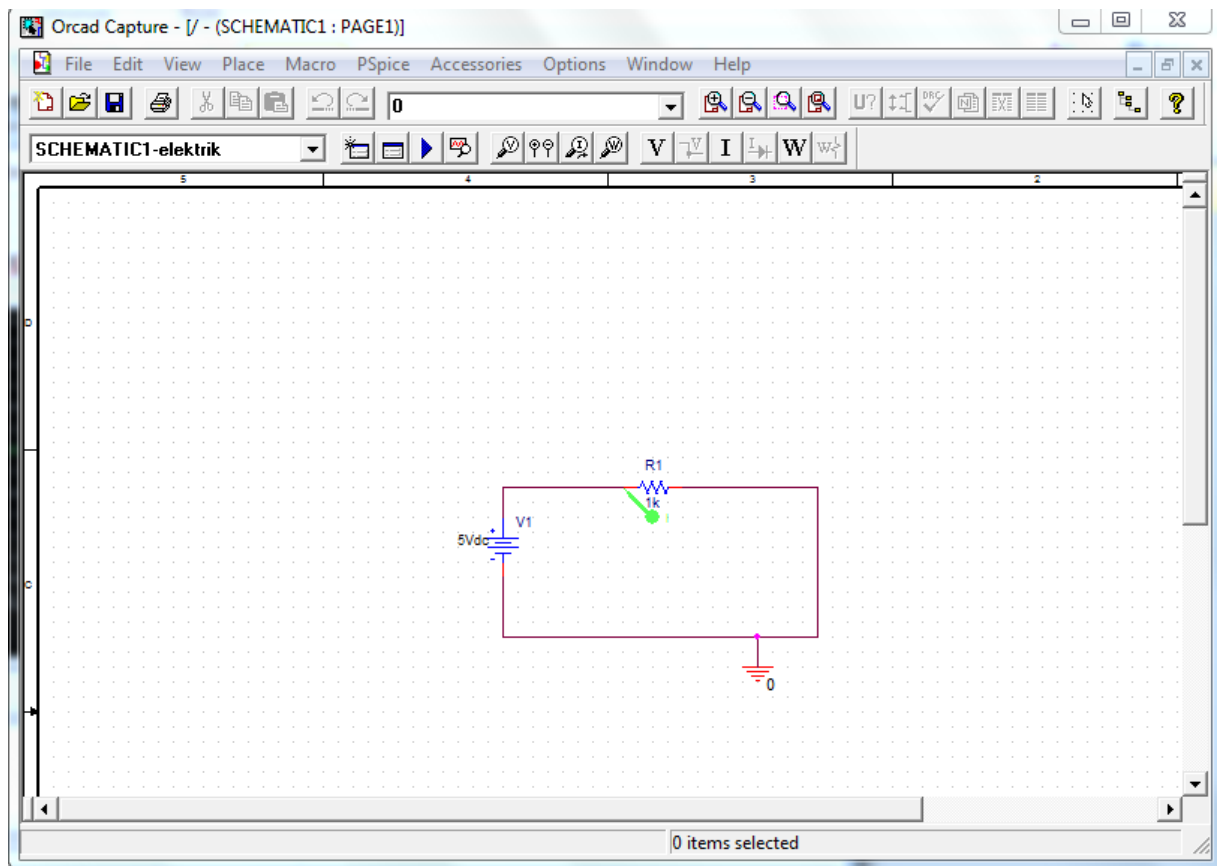 Orcad Capture - [/ - (SCHEMATIC1 : PAGE1)]
File Edit View Place Macro PSpice Accessories Options Window Help
0
U? DRC
?
SCHEMATIC1-elektrik
V V I I W W
5 4 3 2
D
R1
1k
V1
5Vdc
+
-
C
0
0 items selected